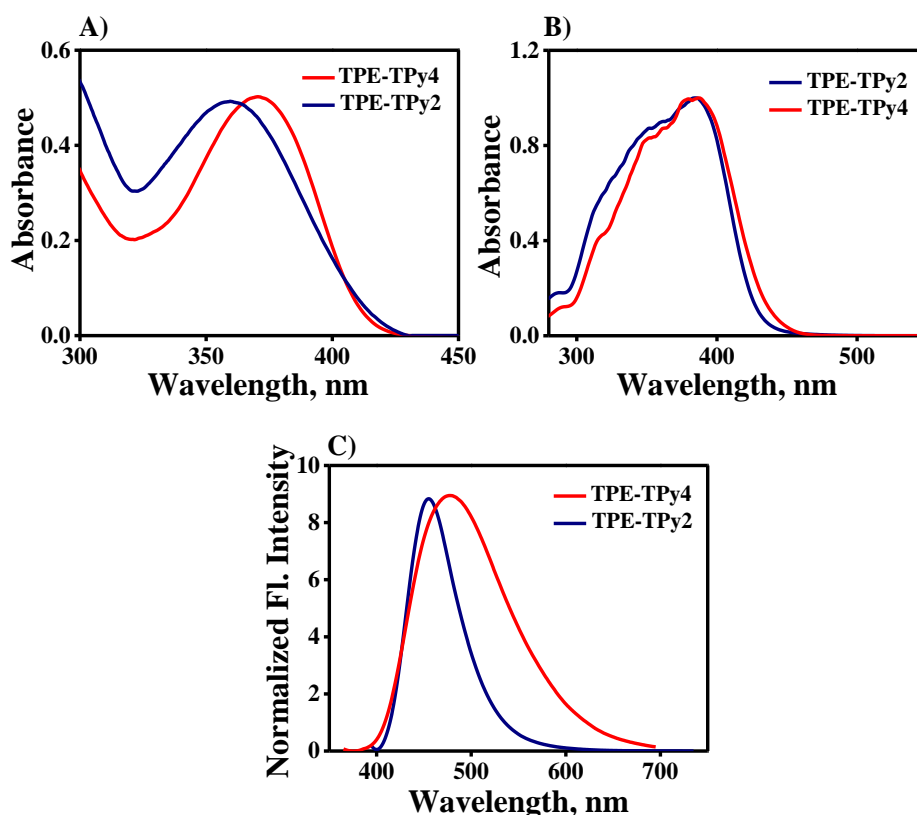 A)
0.6
0.4
0.2
0.0
Absorbance
TPE-TPy4
TPE-TPy2
300 350 400 450
Wavelength, nm
B)
1.2
0.8
0.4
0.0
Absorbance
TPE-TPy2
TPE-TPy4
300 400 500
Wavelength, nm
C)
10
8
6
4
2
0
Normalized Fl. Intensity
TPE-TPy4
TPE-TPy2
400 500 600 700
Wavelength, nm